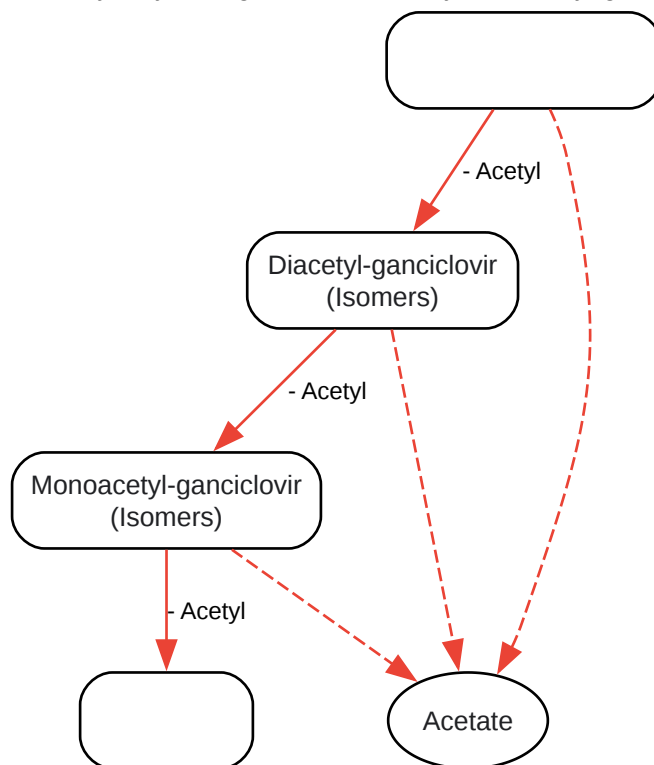 - Acetyl
Diacetyl-ganciclovir
(Isomers)
- Acetyl
Monoacetyl-ganciclovir
(Isomers)
- Acetyl
Acetate